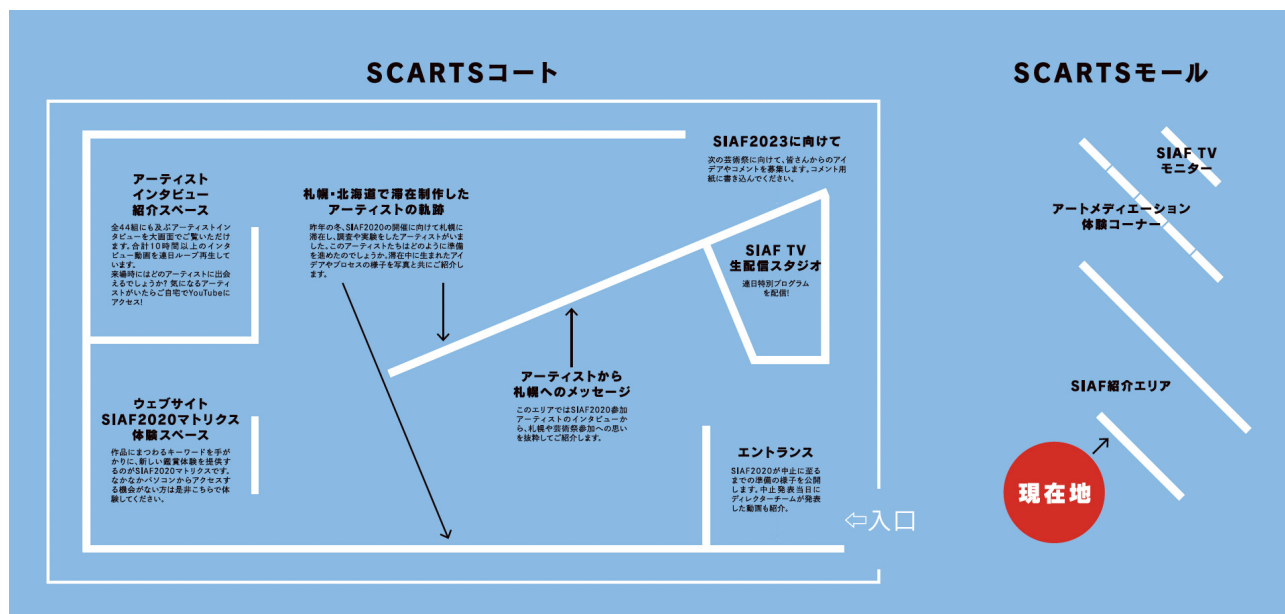 SCARTSコート
SCARTSモール
アーティスト
インタビュー
紹介スペース
全44組にも及ぶアーティストインタ
ビューを大画面でご覧いただけ
ます。合計10時間以上のインタ
ビュー動画を連日ループ再生して
います。
来場時にはどのアーティストに出会
えるでしょうか?気になるアーティ
ストがいたらご自宅でYouTubeに
アクセス!
札幌・北海道で滞在制作した
アーティストの軌跡
昨年の冬、SIAF2020の開催に向けて札幌に
滞在し、調査や実験をしたアーティストがいま
した。このアーティストたちはどのように準備
を進めたのでしょうか。滞在中に生まれたアイ
デアやプロセスの様子を写真と共にご紹介し
ます。
SIAF2023に向けて
次の芸術祭に向けて、皆さんからのアイ
デアやコメントを募集します。コメント用
紙に書き込んでください。
SIAF TV
生配信スタジオ
連日特別プログラム
を配信!
アーティストから
札幌へのメッセージ
このエリアではSIAF2020参加
アーティストのインタビューか
ら、札幌や芸術祭参加への思い
を抜粋してご紹介します。
ウェブサイト
SIAF2020マトリクス
体験スペース
作品にまつわるキーワードを手が
かりに、新しい鑑賞体験を提供す
るのがSIAF2020マトリクスです。
なかなかパソコンからアクセスす
る機会がない方は是非こちらで体
験してください。
エントランス
SIAF2020が中止に至る
までの準備の様子を公開
します。中止発表当日に
ディレクターチームが発表
した動画も紹介。
⇦入口
SIAF TV
モニター
アートメディエーション
体験コーナー
SIAF紹介エリア
現在地